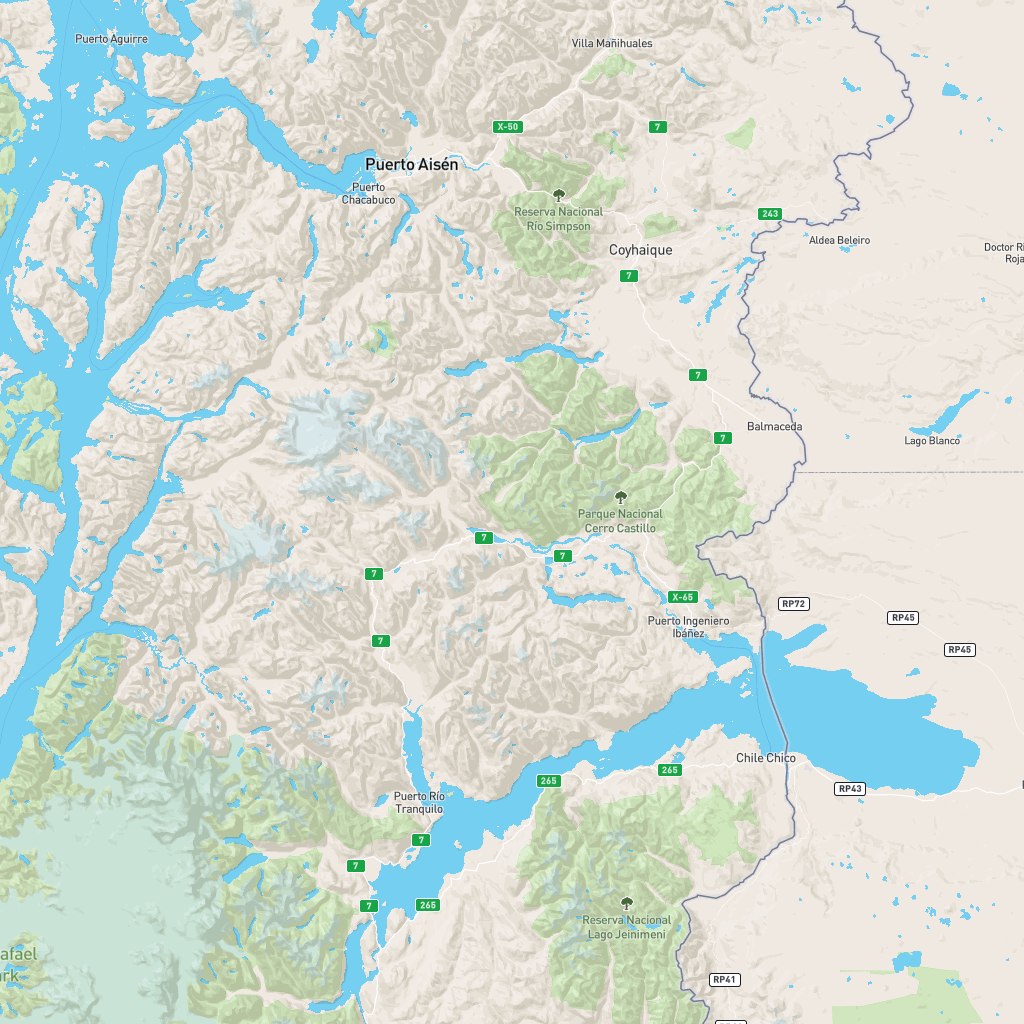 Puerto Aguirre
Villa Mañihuales
X-50
7
Puerto Aisén
Puerto
Chacabuco
Reserva Nacional
Río Simpson
243
Aldea Beleiro
Coyhaique
Doctor Rí
Roja
7
7
Balmaceda
7
Lago Blanco
Parque Nacional
Cerro Castillo
7
7
7
X-65
RP72
RP45
Puerto Ingeniero
Ibáñez
7
RP45
Chile Chico
265
265
RP43
Puerto Río
Tranquilo
7
7
265
7
Reserva Nacional
Lago Jeinimeni
afael
rk
RP41